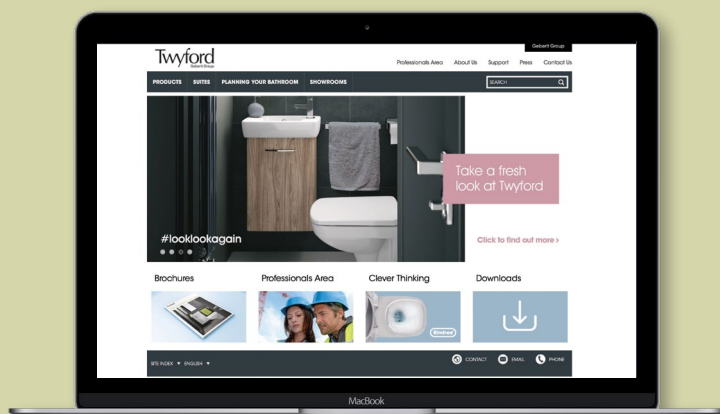 Geberit Group
Twyford
Geberit Group
Professionals Area About Us Support Press Contact Us
PRODUCTS SUITES PLANNING YOUR BATHROOM SHOWROOMS SEARCH
Take a fresh
look at Twyford
#looklookagain
Click to find out more >
Brochures Professionals Area Clever Thinking Downloads
Rimfree
SITE INDEX ▼ ENGLISH ▼ CONTACT EMAIL PHONE
MacBook